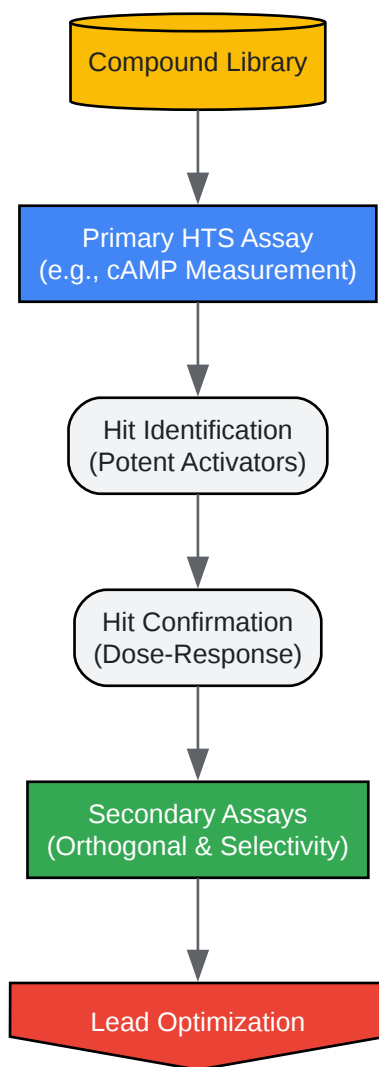 Compound Library
Primary HTS Assay
(e.g., cAMP Measurement)
Hit Identification
(Potent Activators)
Hit Confirmation
(Dose-Response)
Secondary Assays
(Orthogonal & Selectivity)
Lead Optimization